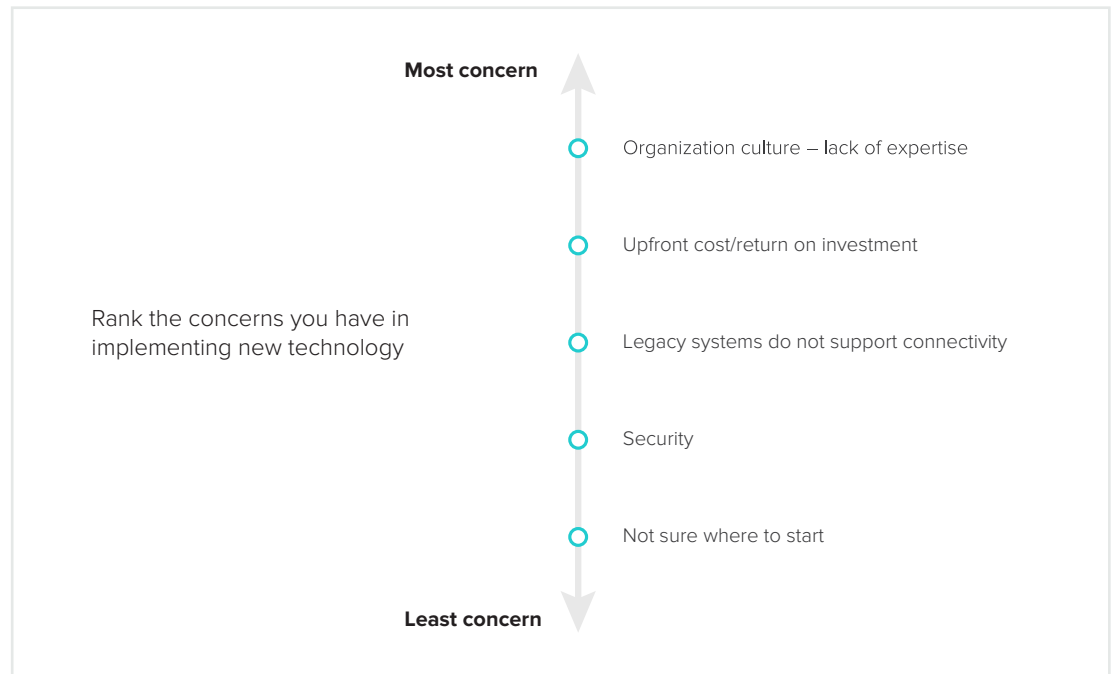 Most concern
Organization culture – lack of expertise
Upfront cost/return on investment
Rank the concerns you have in
implementing new technology
Legacy systems do not support connectivity
Security
Not sure where to start
Least concern